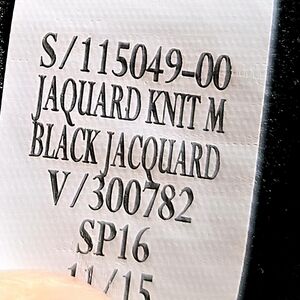 S/115049-00
JAQUARD KNIT M
BLACK JACQUARD
V/300782
SP16
11/15